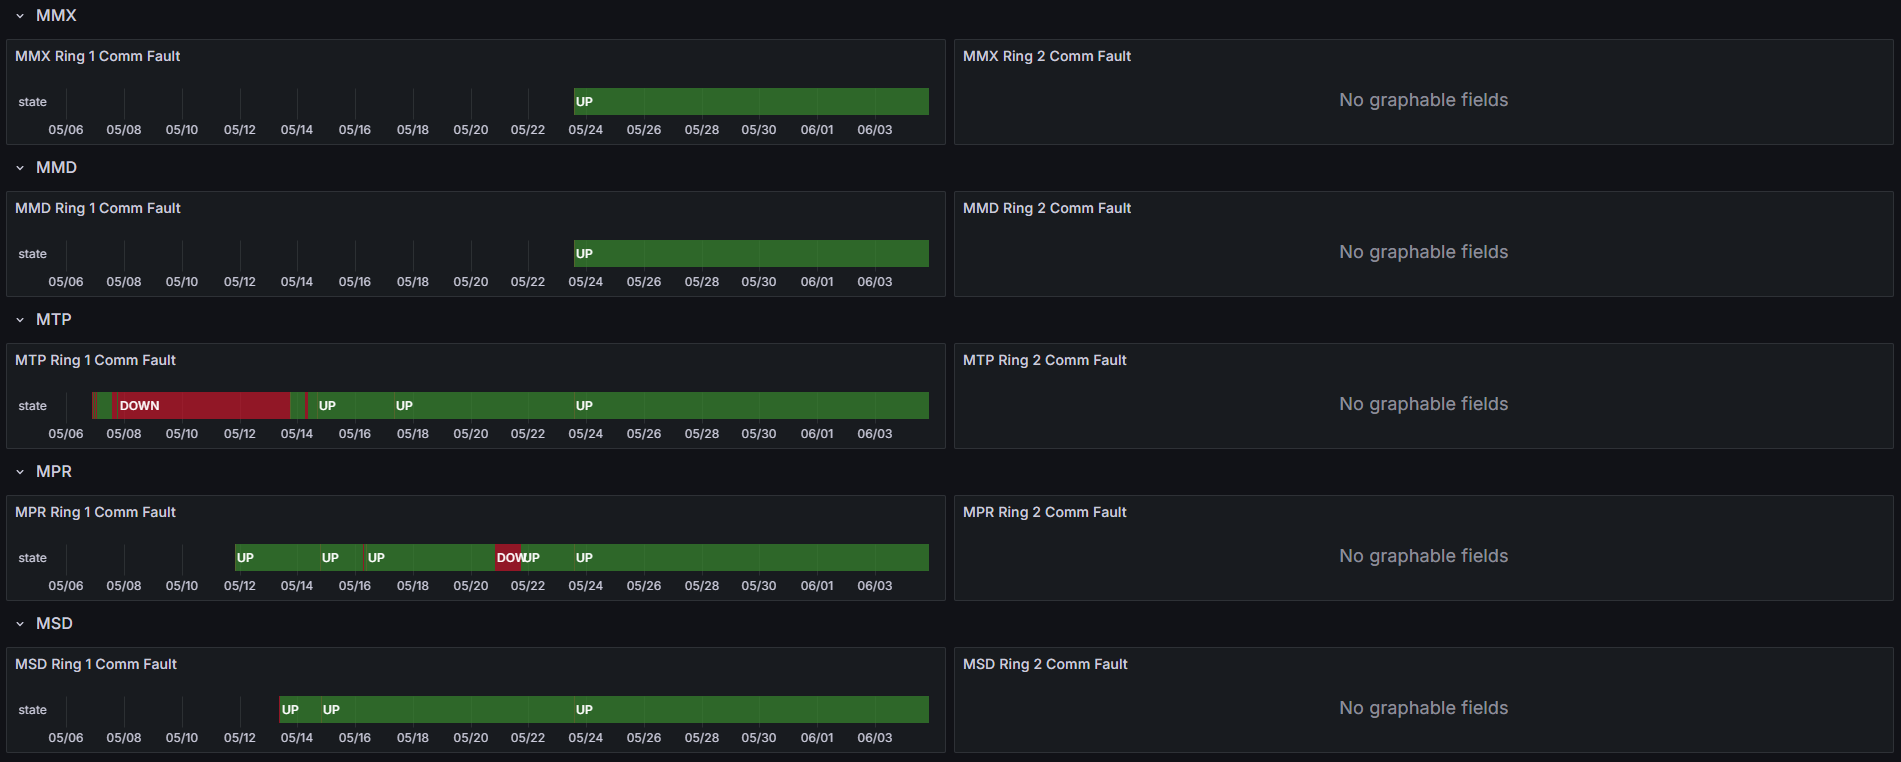 MMX
MMX Ring 1 Comm Fault
state
UP
05/06 05/08 05/10 05/12 05/14 05/16 05/18 05/20 05/22 05/24 05/26 05/28 05/30 06/01 06/03
MMX Ring 2 Comm Fault
No graphable fields
MMD
MMD Ring 1 Comm Fault
state
UP
05/06 05/08 05/10 05/12 05/14 05/16 05/18 05/20 05/22 05/24 05/26 05/28 05/30 06/01 06/03
MMD Ring 2 Comm Fault
No graphable fields
MTP
MTP Ring 1 Comm Fault
state
DOWN UP UP UP
05/06 05/08 05/10 05/12 05/14 05/16 05/18 05/20 05/22 05/24 05/26 05/28 05/30 06/01 06/03
MTP Ring 2 Comm Fault
No graphable fields
MPR
MPR Ring 1 Comm Fault
state
UP UP UP DOW UP UP
05/06 05/08 05/10 05/12 05/14 05/16 05/18 05/20 05/22 05/24 05/26 05/28 05/30 06/01 06/03
MPR Ring 2 Comm Fault
No graphable fields
MSD
MSD Ring 1 Comm Fault
state
UP UP UP
05/06 05/08 05/10 05/12 05/14 05/16 05/18 05/20 05/22 05/24 05/26 05/28 05/30 06/01 06/03
MSD Ring 2 Comm Fault
No graphable fields